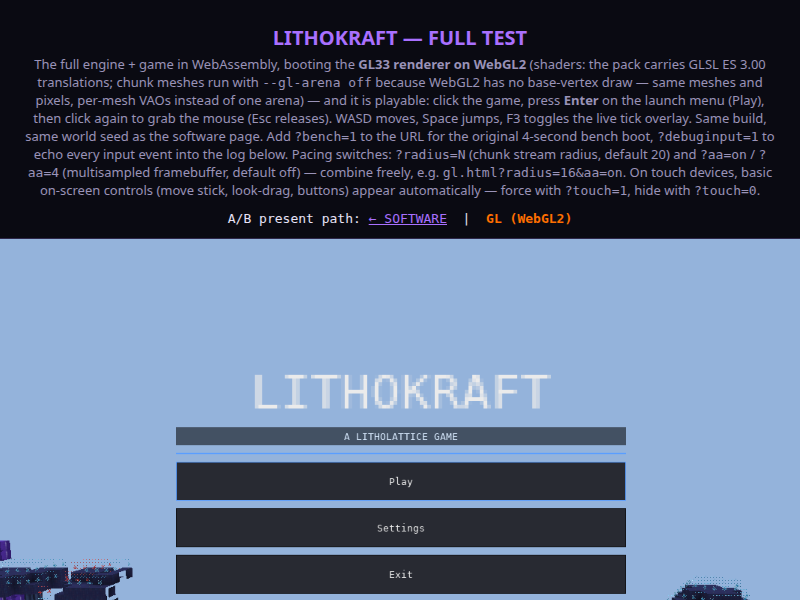 LITHOKRAFT — FULL TEST
The full engine + game in WebAssembly, booting the GL33 renderer on WebGL2 (shaders: the pack carries GLSL ES 3.00
translations; chunk meshes run with --gl-arena off because WebGL2 has no base-vertex draw — same meshes and
pixels, per-mesh VAOs instead of one arena) — and it is playable: click the game, press Enter on the launch menu (Play),
then click again to grab the mouse (Esc releases). WASD moves, Space jumps, F3 toggles the live tick overlay. Same build,
same world seed as the software page. Add ?bench=1 to the URL for the original 4-second bench boot, ?debuginput=1 to
echo every input event into the log below. Pacing switches: ?radius=N (chunk stream radius, default 20) and ?aa=on / ?
aa=4 (multisampled framebuffer, default off) — combine freely, e.g. gl.html?radius=16&aa=on. On touch devices, basic
on-screen controls (move stick, look-drag, buttons) appear automatically — force with ?touch=1, hide with ?touch=0.
A/B present path: ← SOFTWARE | GL (WebGL2)
LITHOKRAFT
A LITHOLATTICE GAME
Play
Settings
Exit